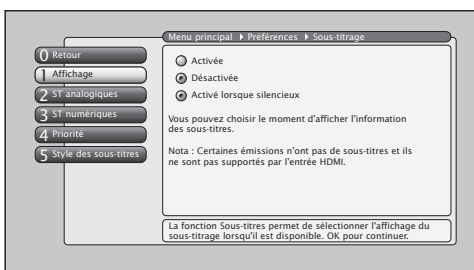 Menu principal Préférences Sous-titrage
0 Retour
1 Affichage
2 ST analogiques
3 ST numériques
4 Priorité
5 Style des sous-titres
Activée
Désactivée
Activé lorsque silencieux
Vous pouvez choisir le moment d'afficher l'information
des sous-titres.
Nota : Certaines émissions n'ont pas de sous-titres et ils
ne sont pas supportés par l'entrée HDMI.
La fonction Sous-titres permet de sélectionner l'affichage du
sous-titrage lorsqu'il est disponible. OK pour continuer.